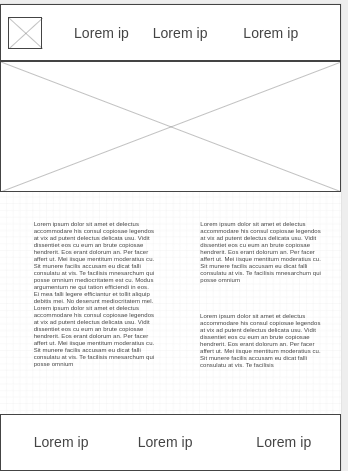 Lorem ip
Lorem ip
Lorem ip
Lorem ipsum dolor sit amet et delectus
accommodare his consul copiosae legendos
at vix ad putent delectus delicata usu. Vidit
dissentiet eos cu eum an brute copiosae
hendrerit. Eos erant dolorum an. Per facer
affert ut. Mei iisque mentitum moderatius cu.
Sit munere facilis accusam eu dicat falli
consulatu at vis. Te facilisis mnesarchum qui
posse omnium mediocritatem est cu. Modus
argumentum ne qui tation efficiendi in eos.
Ei mea falli legere efficiantur et tollit aliquip
debitis mei. No deserunt mediocritatem mel.
Lorem ipsum dolor sit amet et delectus
accommodare his consul copiosae legendos
at vix ad putent delectus delicata usu. Vidit
dissentiet eos cu eum an brute copiosae
hendrerit. Eos erant dolorum an. Per facer
affert ut. Mei iisque mentitum moderatius cu.
Sit munere facilis accusam eu dicat falli
consulatu at vis. Te facilisis mnesarchum qui
posse omnium
Lorem ipsum dolor sit amet et delectus
accommodare his consul copiosae legendos
at vix ad putent delectus delicata usu. Vidit
dissentiet eos cu eum an brute copiosae
hendrerit. Eos erant dolorum an. Per facer
affert ut. Mei iisque mentitum moderatius cu.
Sit munere facilis accusam eu dicat falli
consulatu at vis. Te facilisis mnesarchum qui
posse omnium
Lorem ipsum dolor sit amet et delectus
accommodare his consul copiosae legendos
at vix ad putent delectus delicata usu. Vidit
dissentiet eos cu eum an brute copiosae
hendrerit. Eos erant dolorum an. Per facer
affert ut. Mei iisque mentitum moderatius cu.
Sit munere facilis accusam eu dicat falli
consulatu at vis. Te facilisis
Lorem ip
Lorem ip
Lorem ip